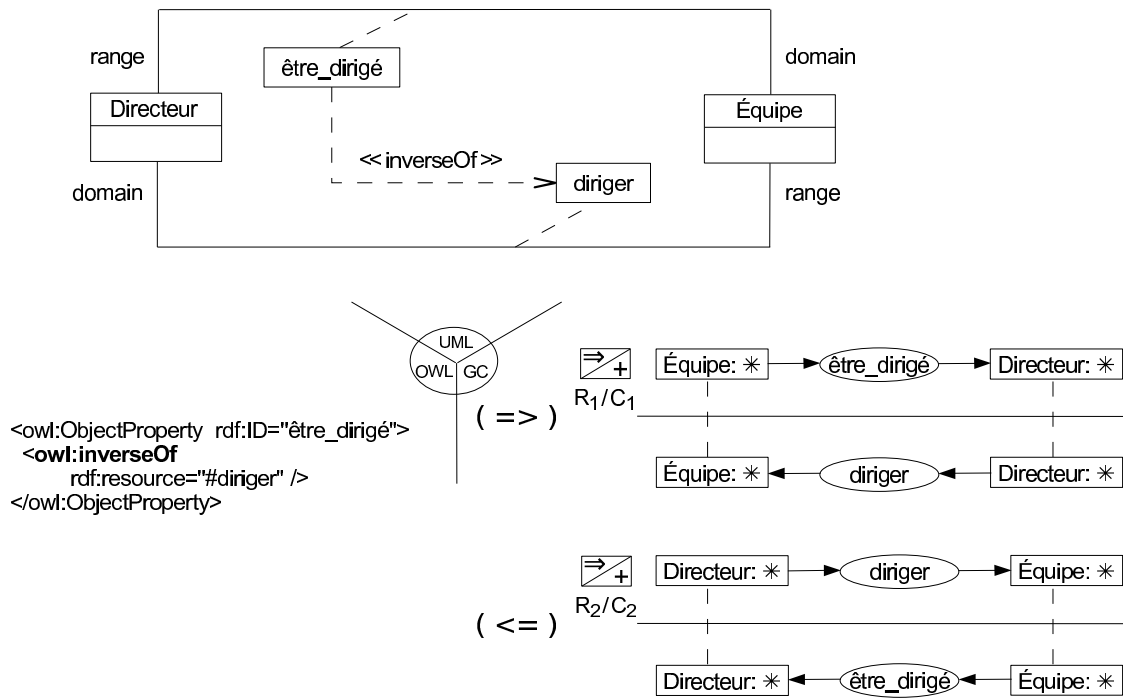 range
être_dirigé
domain
Directeur
Équipe
<< inverseOf >>
diriger
domain
range
UML
OWL
GC
<owl:ObjectProperty rdf:ID="être_dirigé">
<owl:inverseOf
rdf:resource="#diriger" />
</owl:ObjectProperty>
( => )
⇒/+
R1/C1
Équipe: ∗
être_dirigé
Directeur: ∗
Équipe: ∗
diriger
Directeur: ∗
( <= )
⇒/+
R2/C2
Directeur: ∗
diriger
Équipe: ∗
Directeur: ∗
être_dirigé
Équipe: ∗